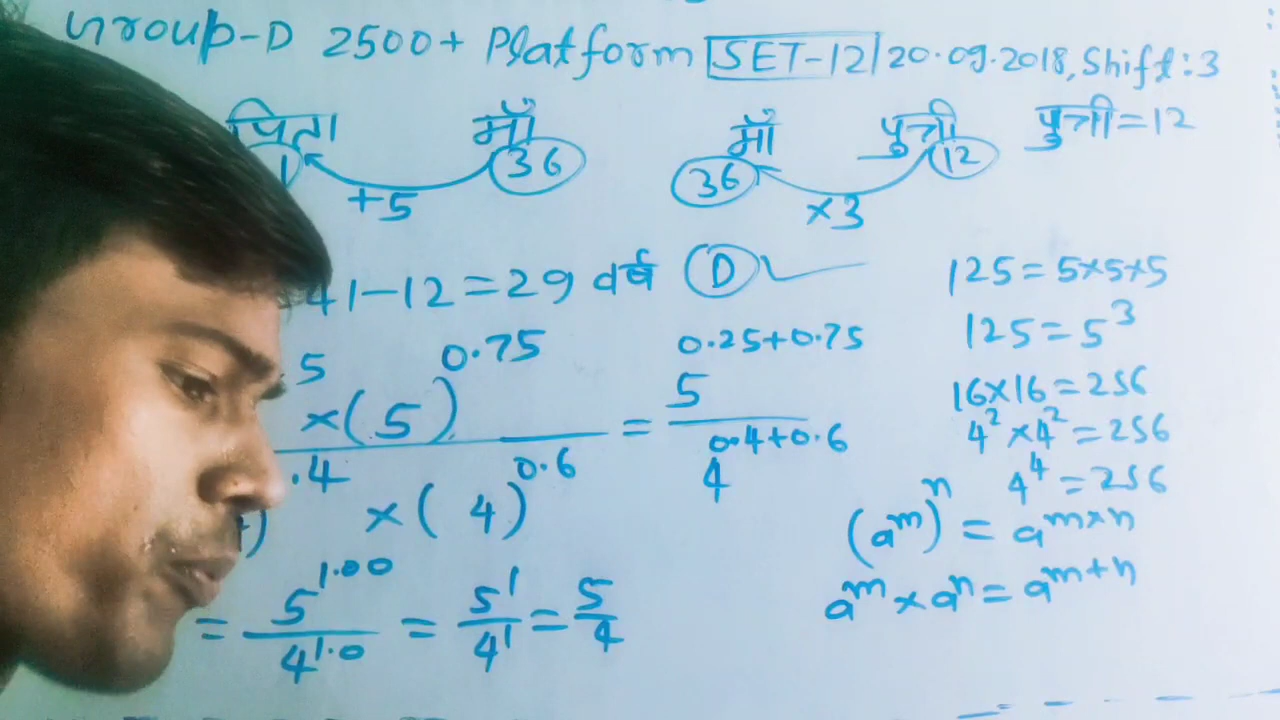 Group-D 2500+ Platform SET-12 20.09.2018, Shift:3
पिता माँ माँ पुत्री पुत्री=12
1 36 36 12
+5 ×3
41-12=29 वर्ष D
125=5×5×5
125=5³
5 0.75 0.25+0.75
×(5) = 5
16×16=256
.4 0.6 0.4+0.6
×(4) 4
4²×4²=256
4⁴=256
(aᵐ)ⁿ=aᵐˣⁿ
aᵐ×aⁿ=aᵐ⁺ⁿ
= 5¹·⁰⁰ = 5¹ = 5
4¹·⁰ 4¹ 4